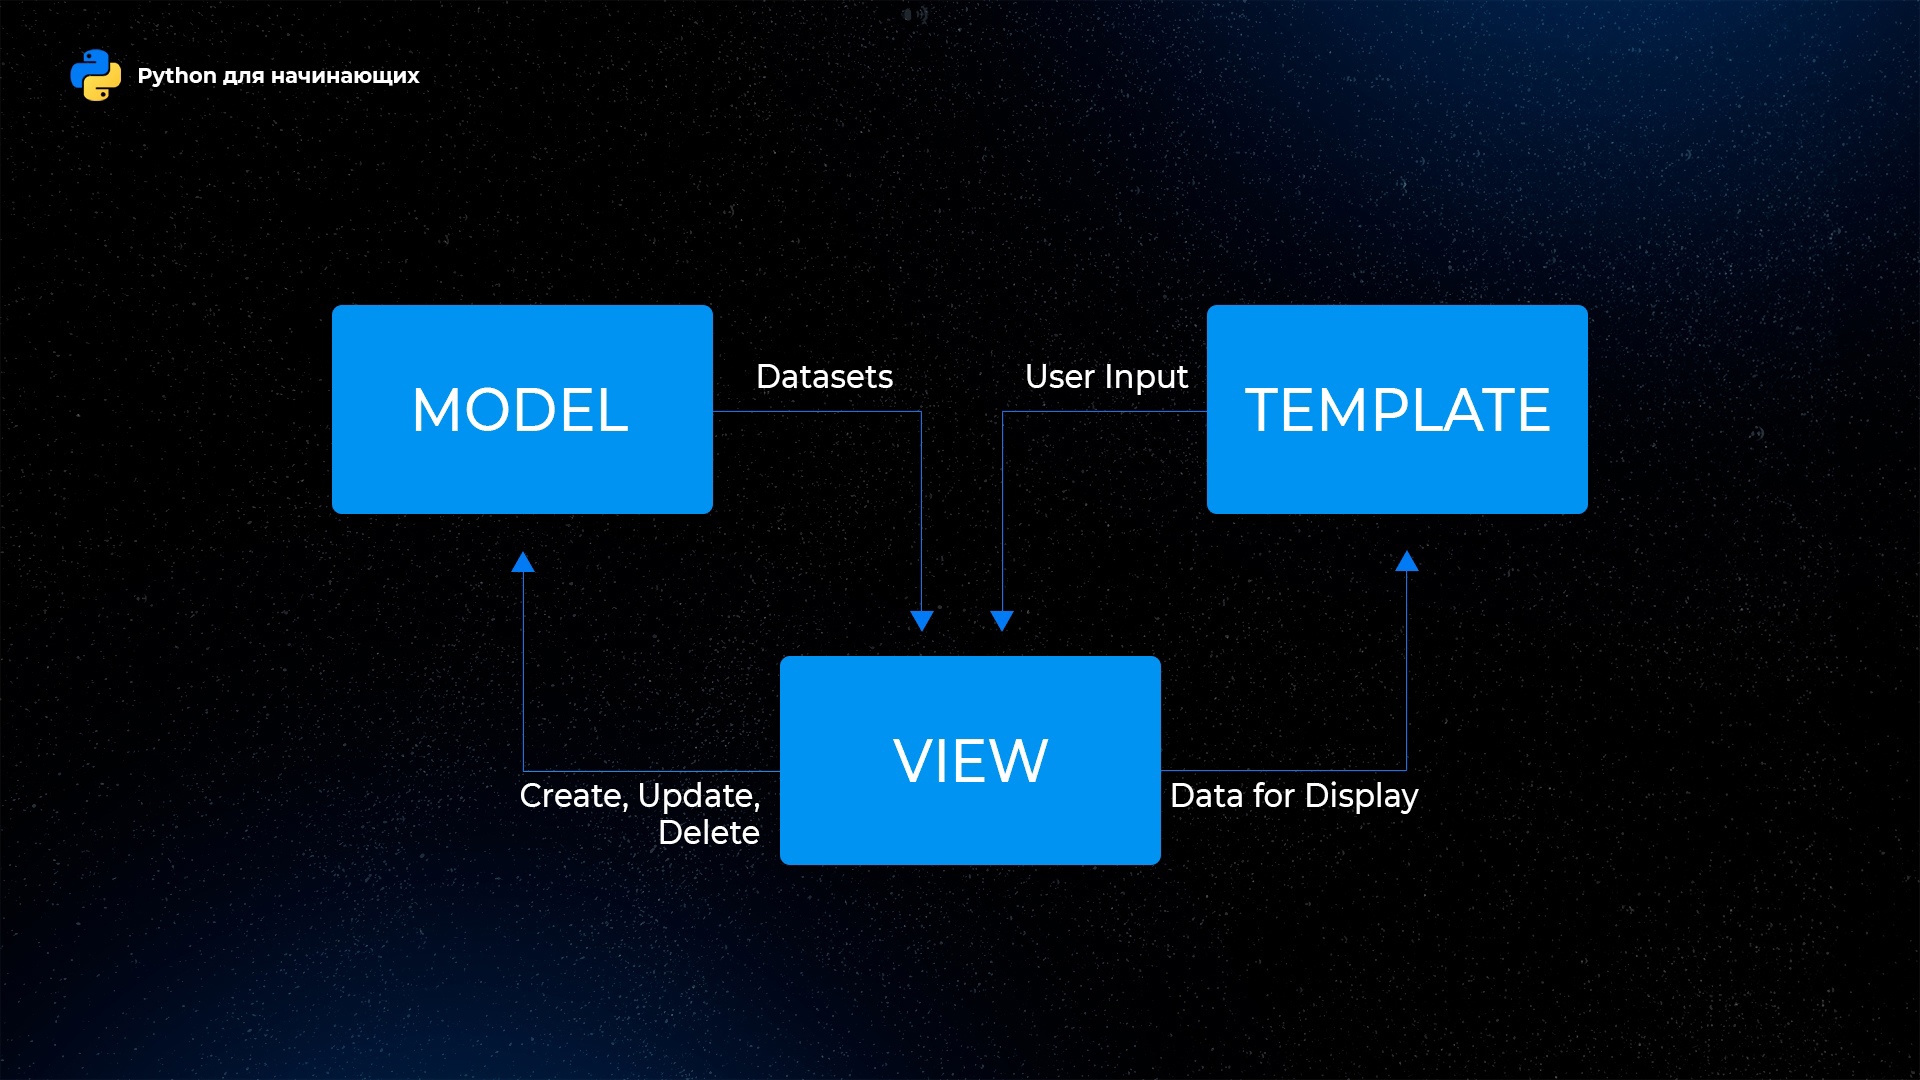 Python для начинающих
Datasets
User Input
MODEL
TEMPLATE
VIEW
Create, Update,
Delete
Data for Display